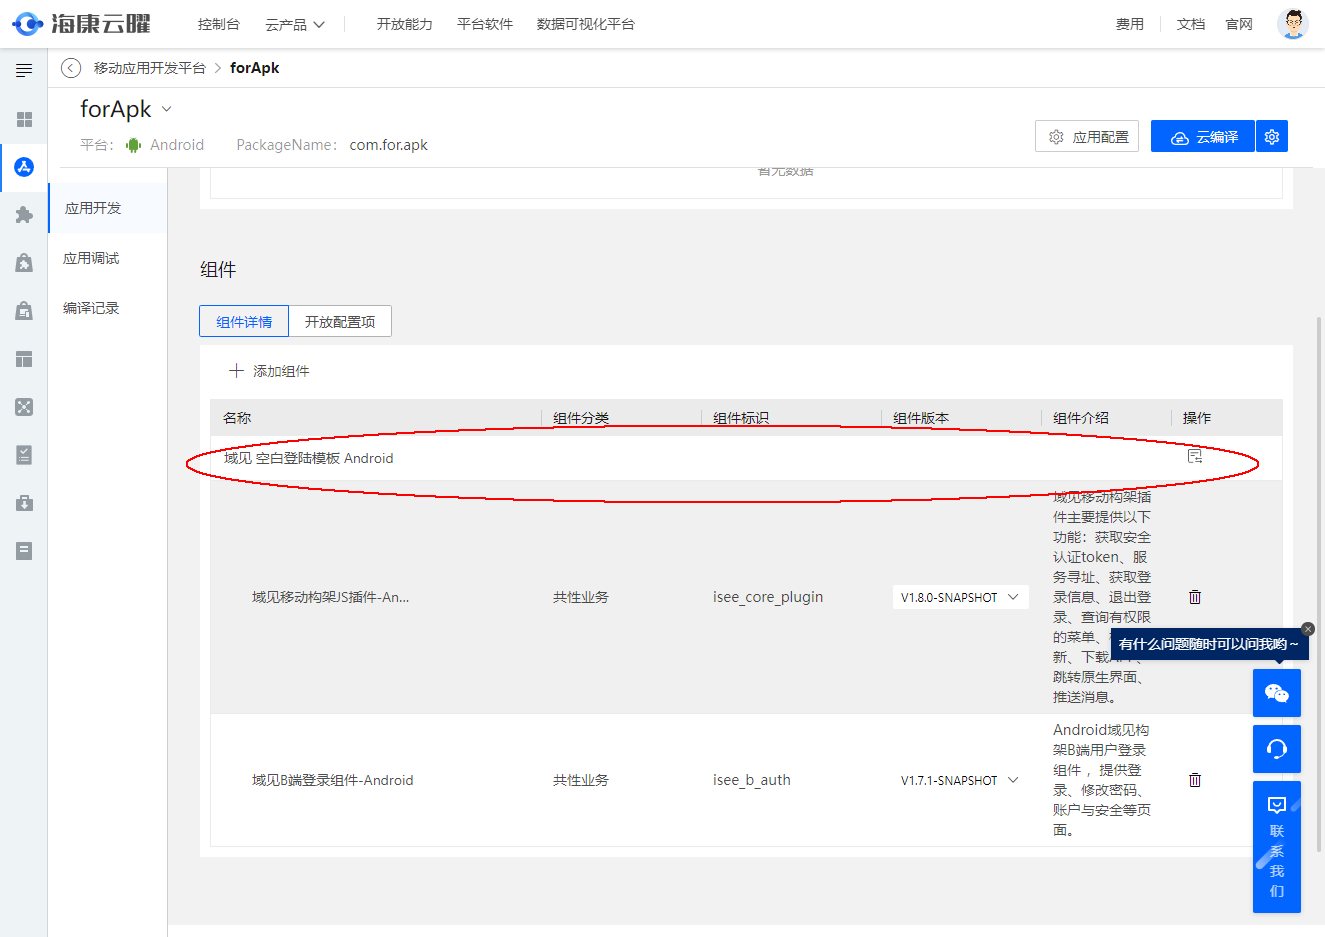 海康云曜
控制台 云产品 开放能力 平台软件 数据可视化平台 费用 文档 官网
移动应用开发平台 > forApk
forApk
平台： Android PackageName： com.for.apk
应用配置 云编译
应用开发
应用调试
编译记录
暂无数据
组件
组件详情 开放配置项
添加组件
名称 组件分类 组件标识 组件版本 组件介绍 操作
域见 空白登陆模板 Android
域见移动构架JS插件-An... 共性业务 isee_core_plugin V1.8.0-SNAPSHOT
域见移动构架插
件主要提供以下
功能：获取安全
认证token、服
务寻址、获取登
录信息、退出登
录、查询有权限
的菜单、
新、下载
跳转原生界面、
推送消息。
有什么问题随时可以问我哟～
域见B端登录组件-Android 共性业务 isee_b_auth V1.7.1-SNAPSHOT
Android域见构
架B端用户登录
组件 ，提供登
录、修改密码、
账户与安全等页
面。
联
系
我
们